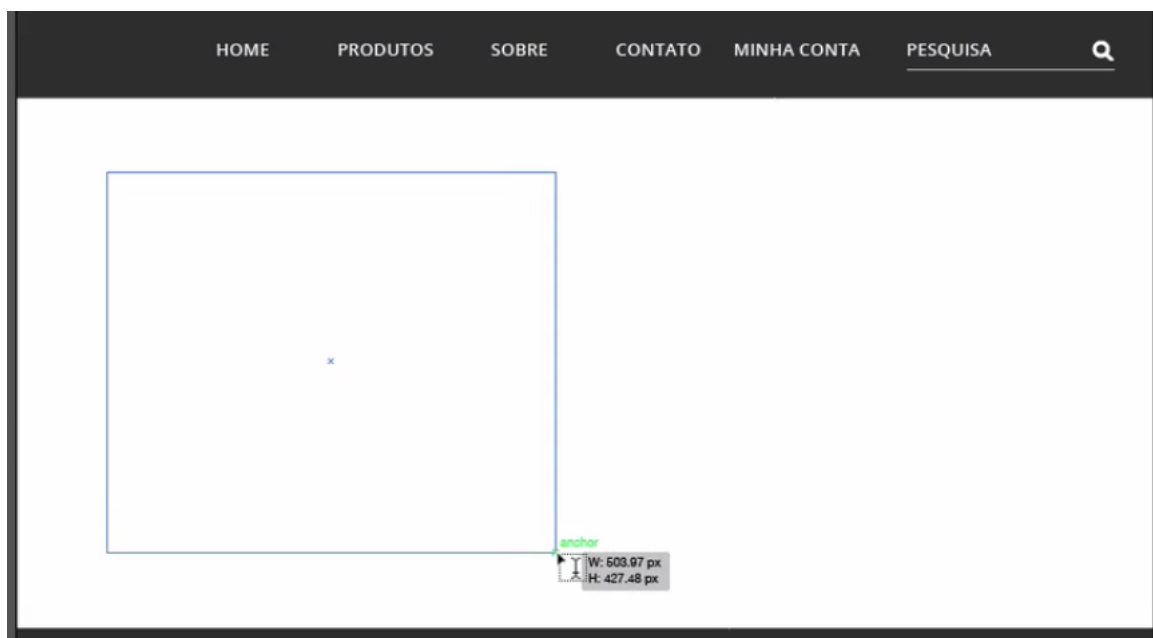 HOME PRODUTOS SOBRE CONTATO MINHA CONTA PESQUISA
anchor
W: 503.97 px
H: 427.48 px